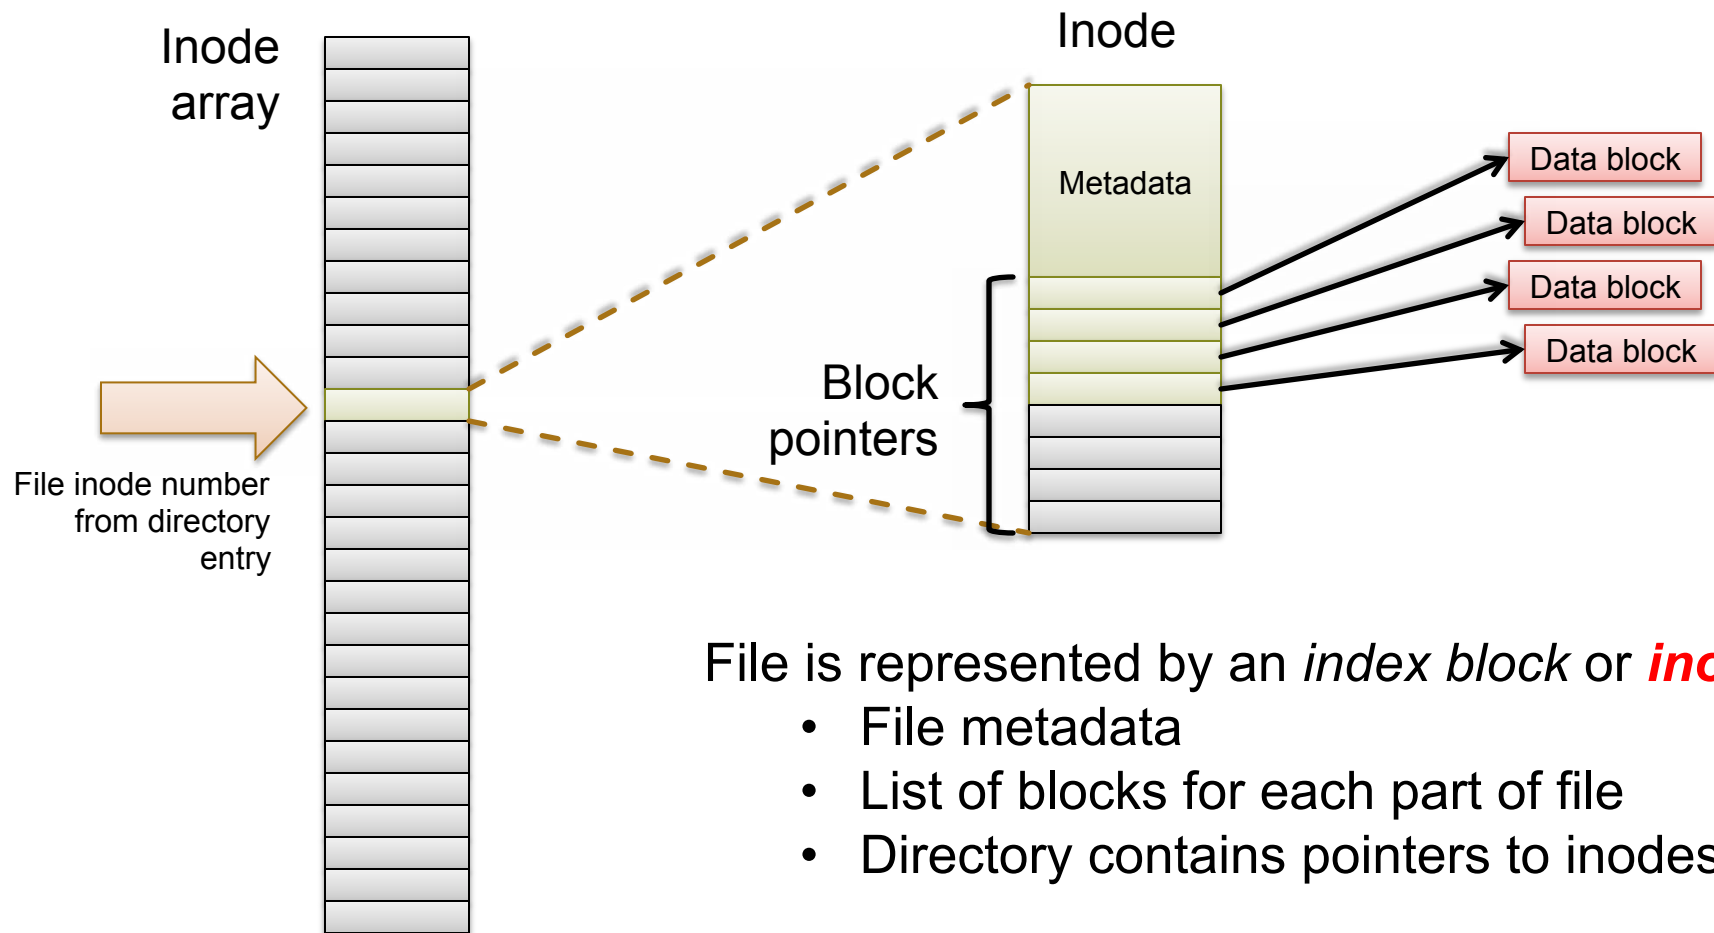 Inode
array
Inode
Metadata
Data block
Data block
Data block
Data block
Block
pointers
File inode number
from directory
entry
File is represented by an index block or
• File metadata
• List of blocks for each part of file
• Directory contains pointers to inodes